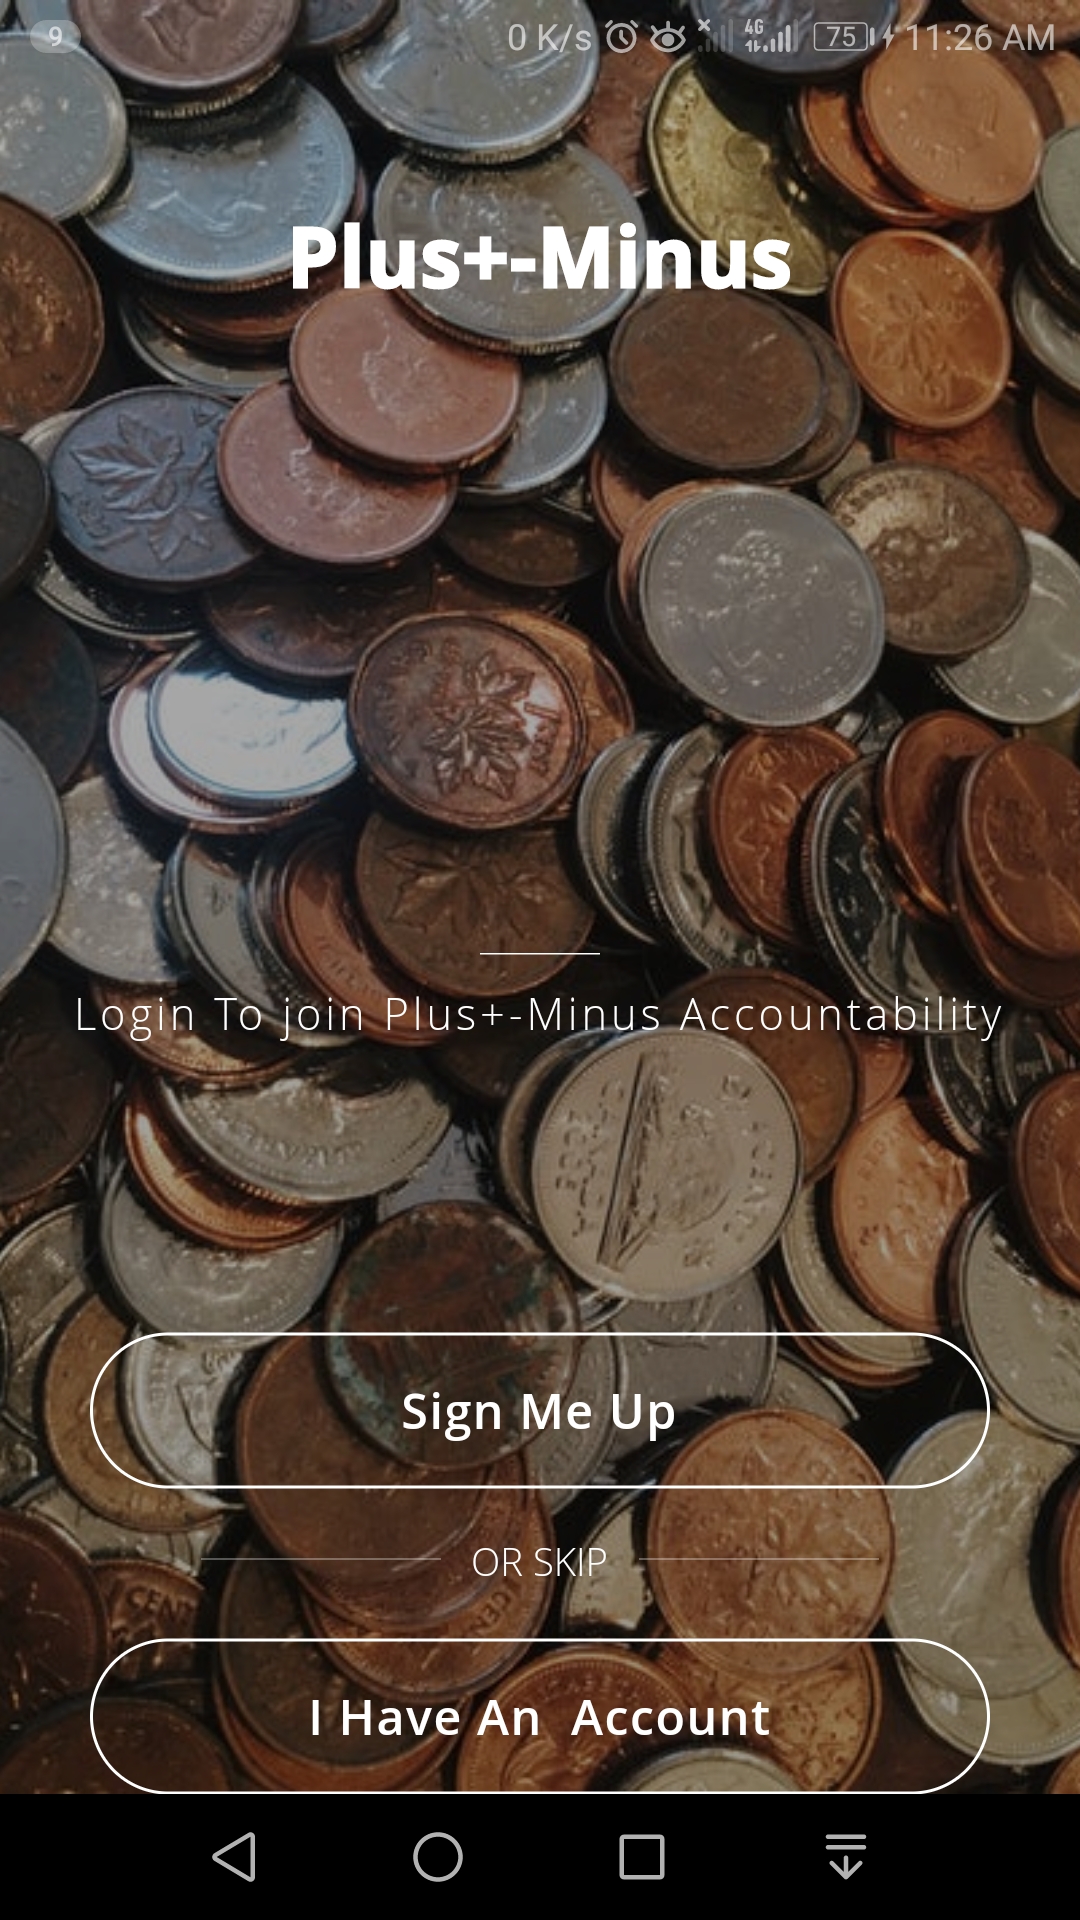 9 0 K/s 4G 75 11:26 AM
Plus+-Minus
Login To join Plus+-Minus Accountability
Sign Me Up
OR SKIP
I Have An Account